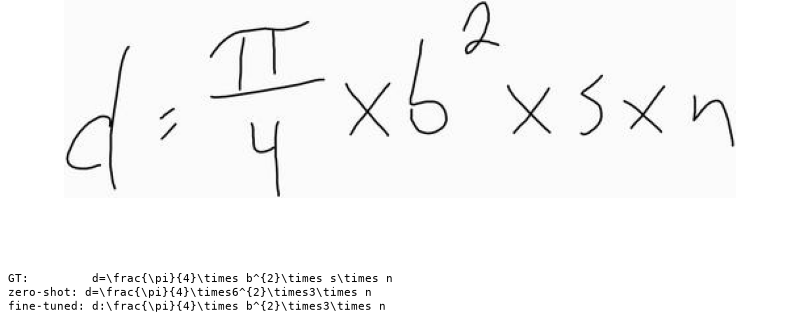 d = π/4 × b² × s × n
GT: d=\frac{\pi}{4}\times b^{2}\times s\times n
zero-shot: d=\frac{\pi}{4}\times6^{2}\times3\times n
fine-tuned: d:\frac{\pi}{4}\times b^{2}\times3\times n